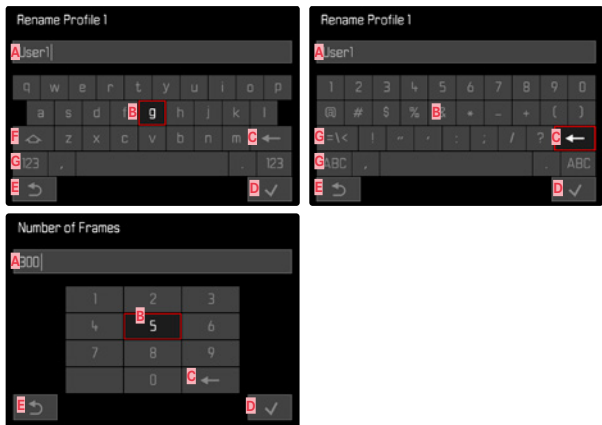 Rename Profile 1
A User1
q w e r t y u i o p
a s d f B g h j k l
F z x c v b n m C ←
G 123 , . 123
E D ✓
Rename Profile 1
A User1
1 2 3 4 5 6 7 8 9 0
@ # $ % B & * - + ( )
G =\< ! " ' : ; / ? C ←
G ABC , . ABC
E D ✓
Number of Frames
A 300
1 2 3
4 B 5 6
7 8 9
0 C ←
E D ✓